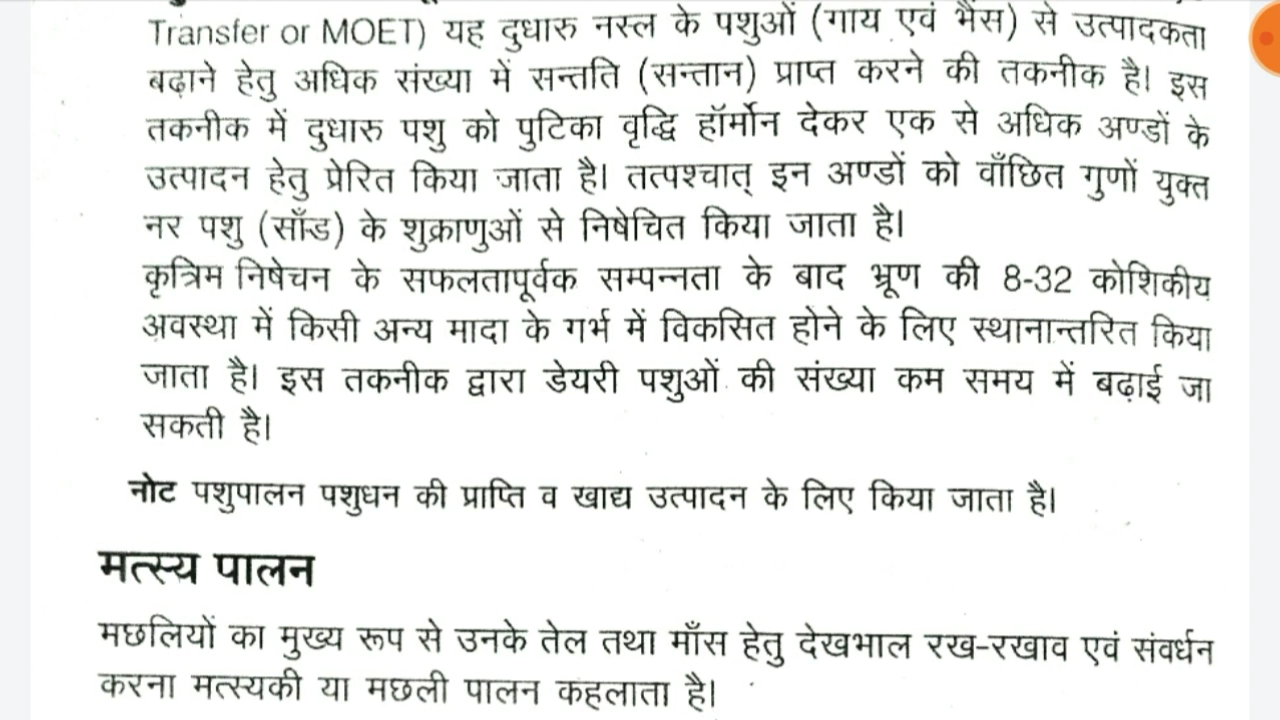 Transfer or MOET) यह दुधारु नस्ल के पशुओं (गाय एवं भैंस) से उत्पादकता
बढ़ाने हेतु अधिक संख्या में सन्तति (सन्तान) प्राप्त करने की तकनीक है। इस
तकनीक में दुधारु पशु को पुटिका वृद्धि हॉर्मोन देकर एक से अधिक अण्डों के
उत्पादन हेतु प्रेरित किया जाता है। तत्पश्चात् इन अण्डों को वाँछित गुणों युक्त
नर पशु (साँड) के शुक्राणुओं से निषेचित किया जाता है।
कृत्रिम निषेचन के सफलतापूर्वक सम्पन्नता के बाद भ्रूण की 8-32 कोशिकीय
अवस्था में किसी अन्य मादा के गर्भ में विकसित होने के लिए स्थानान्तरित किया
जाता है। इस तकनीक द्वारा डेयरी पशुओं की संख्या कम समय में बढ़ाई जा
सकती है।
नोट पशुपालन पशुधन की प्राप्ति व खाद्य उत्पादन के लिए किया जाता है।
मत्स्य पालन
मछलियों का मुख्य रूप से उनके तेल तथा माँस हेतु देखभाल रख-रखाव एवं संवर्धन
करना मत्स्यकी या मछली पालन कहलाता है।